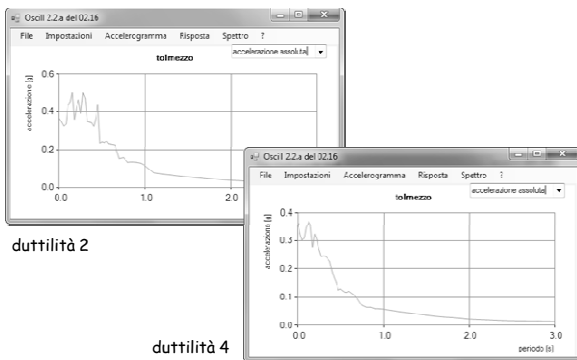 Oscill 2.2.a del 02.16
File Impostazioni Accelerogramma Risposta Spettro ?
tolmezzo
accelerazione assoluta
accelerazione [g]
0.6
0.4
0.2
0.0
0.0 1.0 2.0
duttilità 2
Oscill 2.2.a del 02.16
File Impostazioni Accelerogramma Risposta Spettro ?
tolmezzo
accelerazione assoluta
accelerazione [g]
0.4
0.3
0.2
0.1
0.0
0.0 1.0 2.0 3.0
periodo [s]
duttilità 4